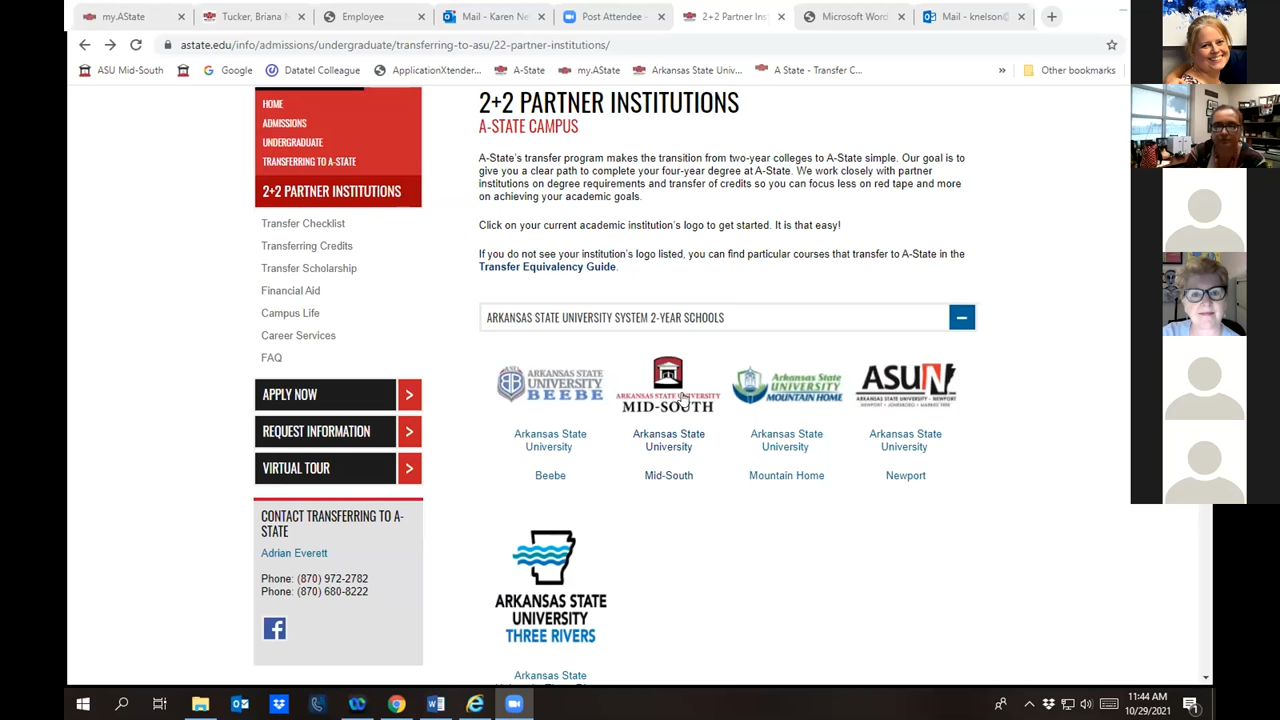 my.AState
Tucker, Briana M
Employee
Mail - Karen Ne
Post Attendee -
2+2 Partner Ins
Microsoft Word
Mail - knelson@
astate.edu/info/admissions/undergraduate/transferring-to-asu/22-partner-institutions/
ASU Mid-South
Google
Datatel Colleague
ApplicationXtender...
A-State
my.AState
Arkansas State Univ...
A State - Transfer C...
»
Other bookmarks
HOME
ADMISSIONS
UNDERGRADUATE
TRANSFERRING TO A-STATE
2+2 PARTNER INSTITUTIONS
Transfer Checklist
Transferring Credits
Transfer Scholarship
Financial Aid
Campus Life
Career Services
FAQ
APPLY NOW >
REQUEST INFORMATION >
VIRTUAL TOUR >
CONTACT TRANSFERRING TO A-
STATE
Adrian Everett
Phone: (870) 972-2782
Phone: (870) 680-8222
2+2 PARTNER INSTITUTIONS
A-STATE CAMPUS
A-State's transfer program makes the transition from two-year colleges to A-State simple. Our goal is to
give you a clear path to complete your four-year degree at A-State. We work closely with partner
institutions on degree requirements and transfer of credits so you can focus less on red tape and more
on achieving your academic goals.
Click on your current academic institution's logo to get started. It is that easy!
If you do not see your institution's logo listed, you can find particular courses that transfer to A-State in the
Transfer Equivalency Guide.
ARKANSAS STATE UNIVERSITY SYSTEM 2-YEAR SCHOOLS
ARKANSAS STATE
UNIVERSITY
BEEBE
Arkansas State
University
Beebe
ARKANSAS STATE UNIVERSITY
MID-SOUTH
Arkansas State
University
Mid-South
Arkansas State
UNIVERSITY
MOUNTAIN HOME
Arkansas State
University
Mountain Home
ASUN
ARKANSAS STATE UNIVERSITY - NEWPORT
NEWPORT • JONESBORO • MARKED TREE
Arkansas State
University
Newport
ARKANSAS STATE
UNIVERSITY
THREE RIVERS
Arkansas State
11:44 AM
10/29/2021